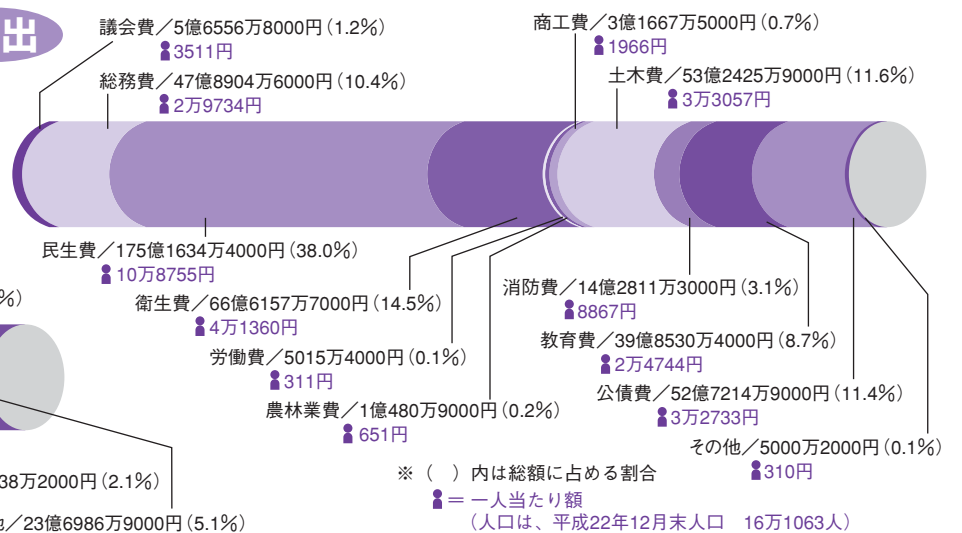 出
議会費／5億6556万8000円（1.2%）
3511円
総務費／47億8904万6000円（10.4%）
2万9734円
商工費／3億1667万5000円（0.7%）
1966円
土木費／53億2425万9000円（11.6%）
3万3057円
民生費／175億1634万4000円（38.0%）
10万8755円
衛生費／66億6157万7000円（14.5%）
4万1360円
労働費／5015万4000円（0.1%）
311円
農林業費／1億480万9000円（0.2%）
651円
消防費／14億2811万3000円（3.1%）
8867円
教育費／39億8530万4000円（8.7%）
2万4744円
公債費／52億7214万9000円（11.4%）
3万2733円
その他／5000万2000円（0.1%）
310円
%）
38万2000円（2.1%）
他／23億6986万9000円（5.1%）
※（　）内は総額に占める割合
＝ 一人当たり額
（人口は、平成22年12月末人口　16万1063人）